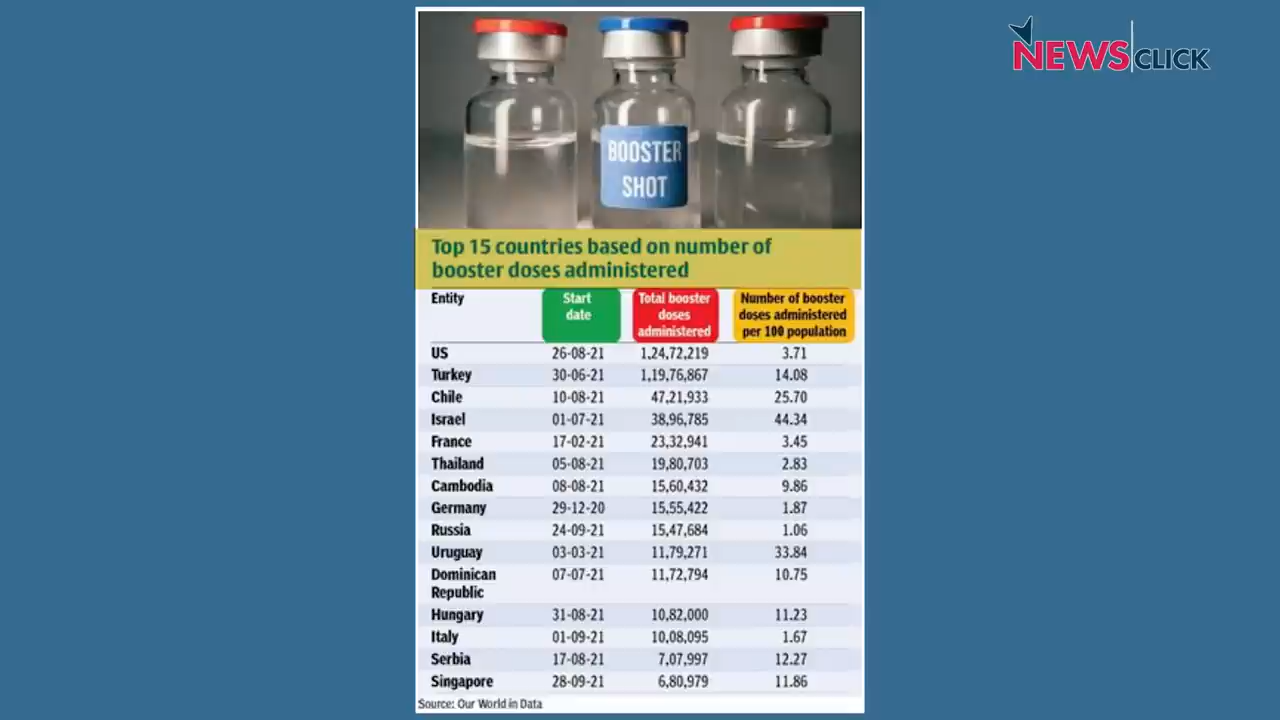 NEWSCLICK
BOOSTER
SHOT
Top 15 countries based on number of
booster doses administered
Entity
Start
date
Total booster
doses
administered
Number of booster
doses administered
per 100 population
US 26-08-21 1,24,72,219 3.71
Turkey 30-06-21 1,19,76,867 14.08
Chile 10-08-21 47,21,933 25.70
Israel 01-07-21 38,96,785 44.34
France 17-02-21 23,32,941 3.45
Thailand 05-08-21 19,80,703 2.83
Cambodia 08-08-21 15,60,432 9.86
Germany 29-12-20 15,55,422 1.87
Russia 24-09-21 15,47,684 1.06
Uruguay 03-03-21 11,79,271 33.84
Dominican 07-07-21 11,72,794 10.75
Republic
Hungary 31-08-21 10,82,000 11.23
Italy 01-09-21 10,08,095 1.67
Serbia 17-08-21 7,07,997 12.27
Singapore 28-09-21 6,80,979 11.86
Source: Our World in Data